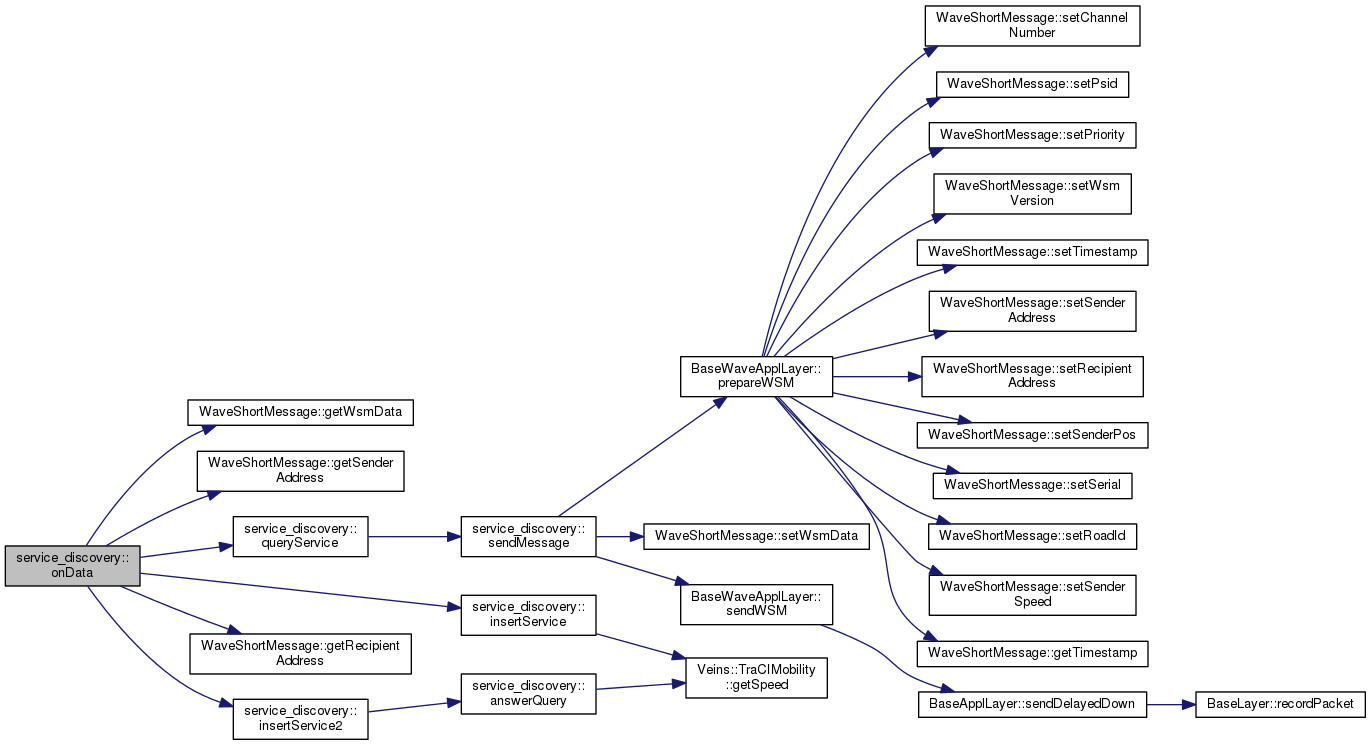 service_discovery::
onData
WaveShortMessage::getWsmData
WaveShortMessage::getSender
Address
service_discovery::
queryService
WaveShortMessage::getRecipient
Address
service_discovery::
insertService2
service_discovery::
sendMessage
service_discovery::
insertService
service_discovery::
answerQuery
BaseWaveApplLayer::
prepareWSM
WaveShortMessage::setWsmData
BaseWaveApplLayer::
sendWSM
Veins::TraCIMobility
::getSpeed
WaveShortMessage::setChannel
Number
WaveShortMessage::setPsid
WaveShortMessage::setPriority
WaveShortMessage::setWsm
Version
WaveShortMessage::setTimestamp
WaveShortMessage::setSender
Address
WaveShortMessage::setRecipient
Address
WaveShortMessage::setSenderPos
WaveShortMessage::setSerial
WaveShortMessage::setRoadId
WaveShortMessage::setSender
Speed
WaveShortMessage::getTimestamp
BaseApplLayer::sendDelayedDown
BaseLayer::recordPacket